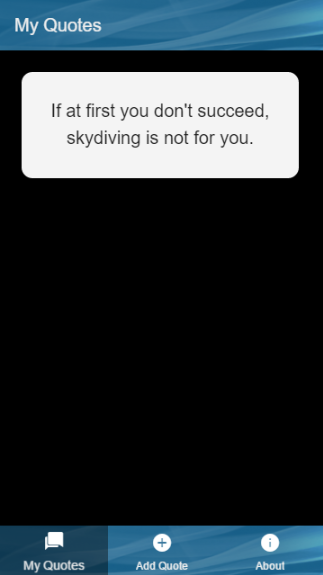 My Quotes
If at first you don't succeed,
skydiving is not for you.
My Quotes
Add Quote
About